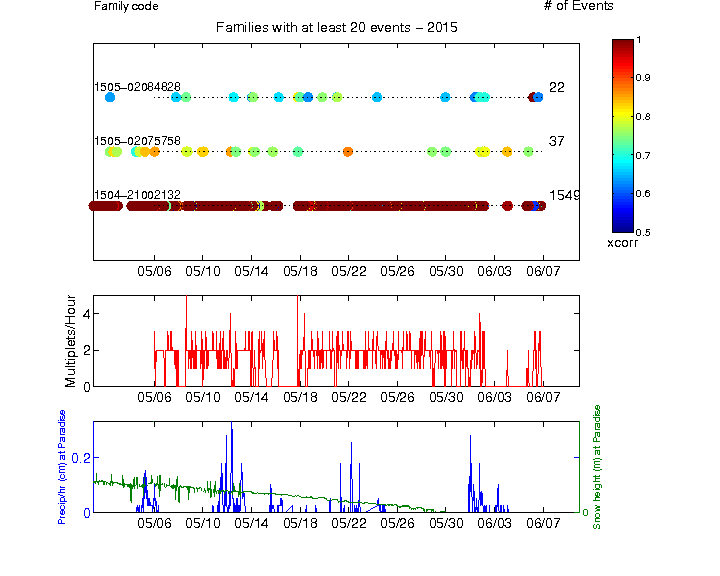 Family code
# of Events
Families with at least 20 events − 2015
1505−02084828
22
1505−02075758
37
1504−21002132
1549
05/06 05/10 05/14 05/18 05/22 05/26 05/30 06/03 06/07
1
0.9
0.8
0.7
0.6
0.5
xcorr
Multiplets/Hour
4
2
0
05/06 05/10 05/14 05/18 05/22 05/26 05/30 06/03 06/07
Precip/hr (cm) at Paradise
0.2
0
05/06 05/10 05/14 05/18 05/22 05/26 05/30 06/03 06/07
0
Snow height (m) at Paradise